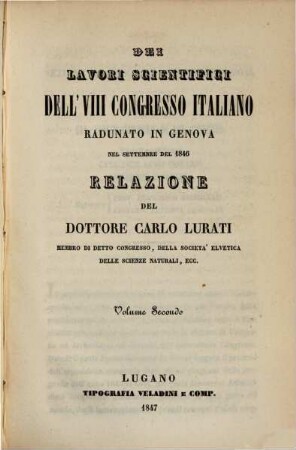 DEI
LAVORI SCIENTIFICI
DELL' VIII CONGRESSO ITALIANO
RADUNATO IN GENOVA
NEL SETTEMBRE DEL 1846
RELAZIONE
DEL
DOTTORE CARLO LURATI
MEMBRO DI DETTO CONGRESSO, DELLA SOCIETA' ELVETICA
DELLE SCIENZE NATURALI, ECC.
Volume Secondo
LUGANO
TIPOGRAFIA VELADINI E COMP.
1847